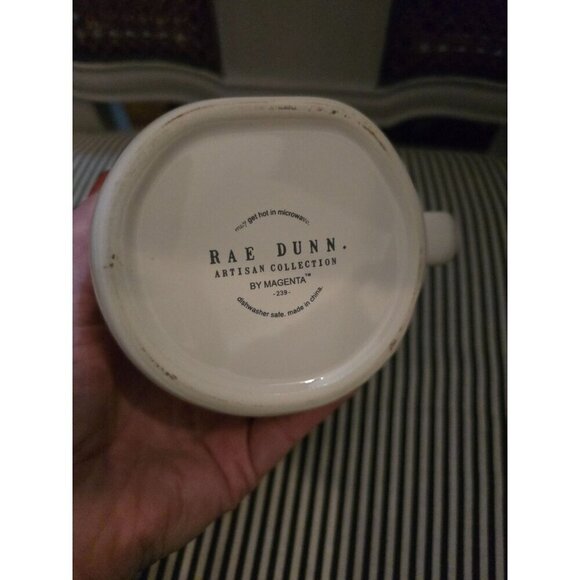 may get hot in microwave.
RAE DUNN.
ARTISAN COLLECTION
BY MAGENTA™
-239-
dishwasher safe. made in china.